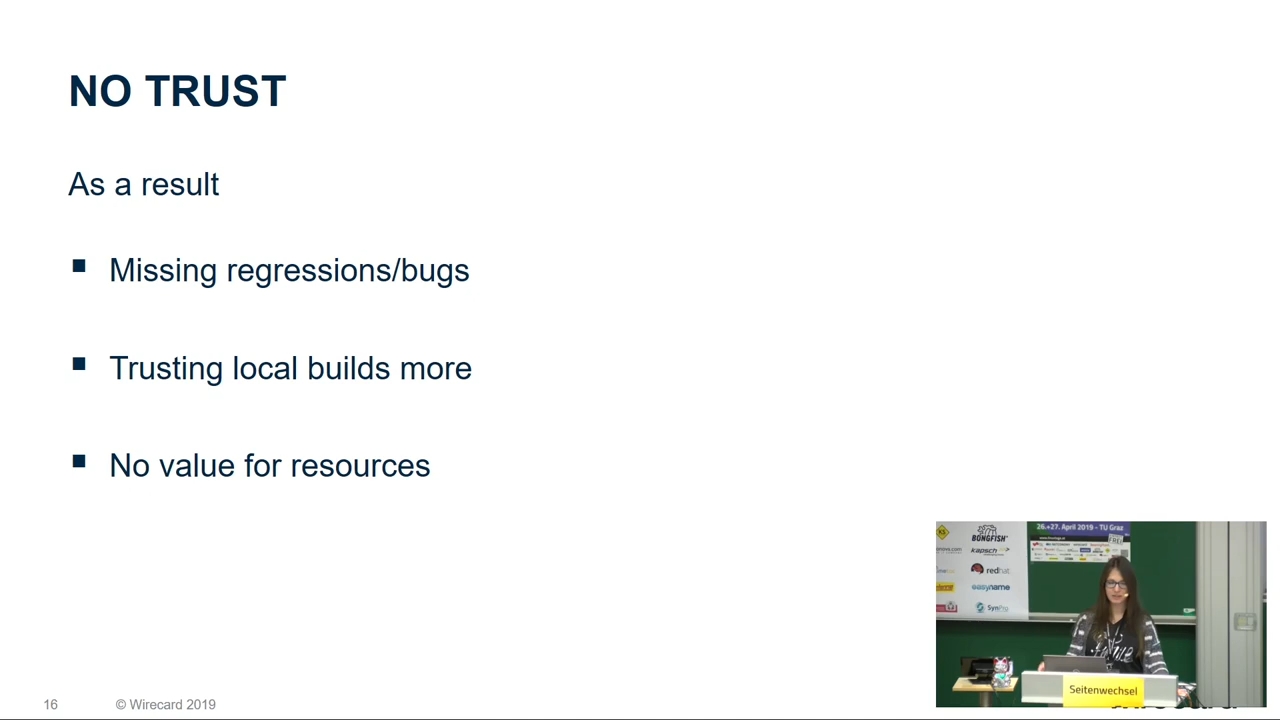 NO TRUST
As a result
Missing regressions/bugs
Trusting local builds more
No value for resources
16
© Wirecard 2019
26.+27. April 2019 - TU Graz
BONGFISH
kapsch
redhat
easyname
SynPro
Seitenwechsel